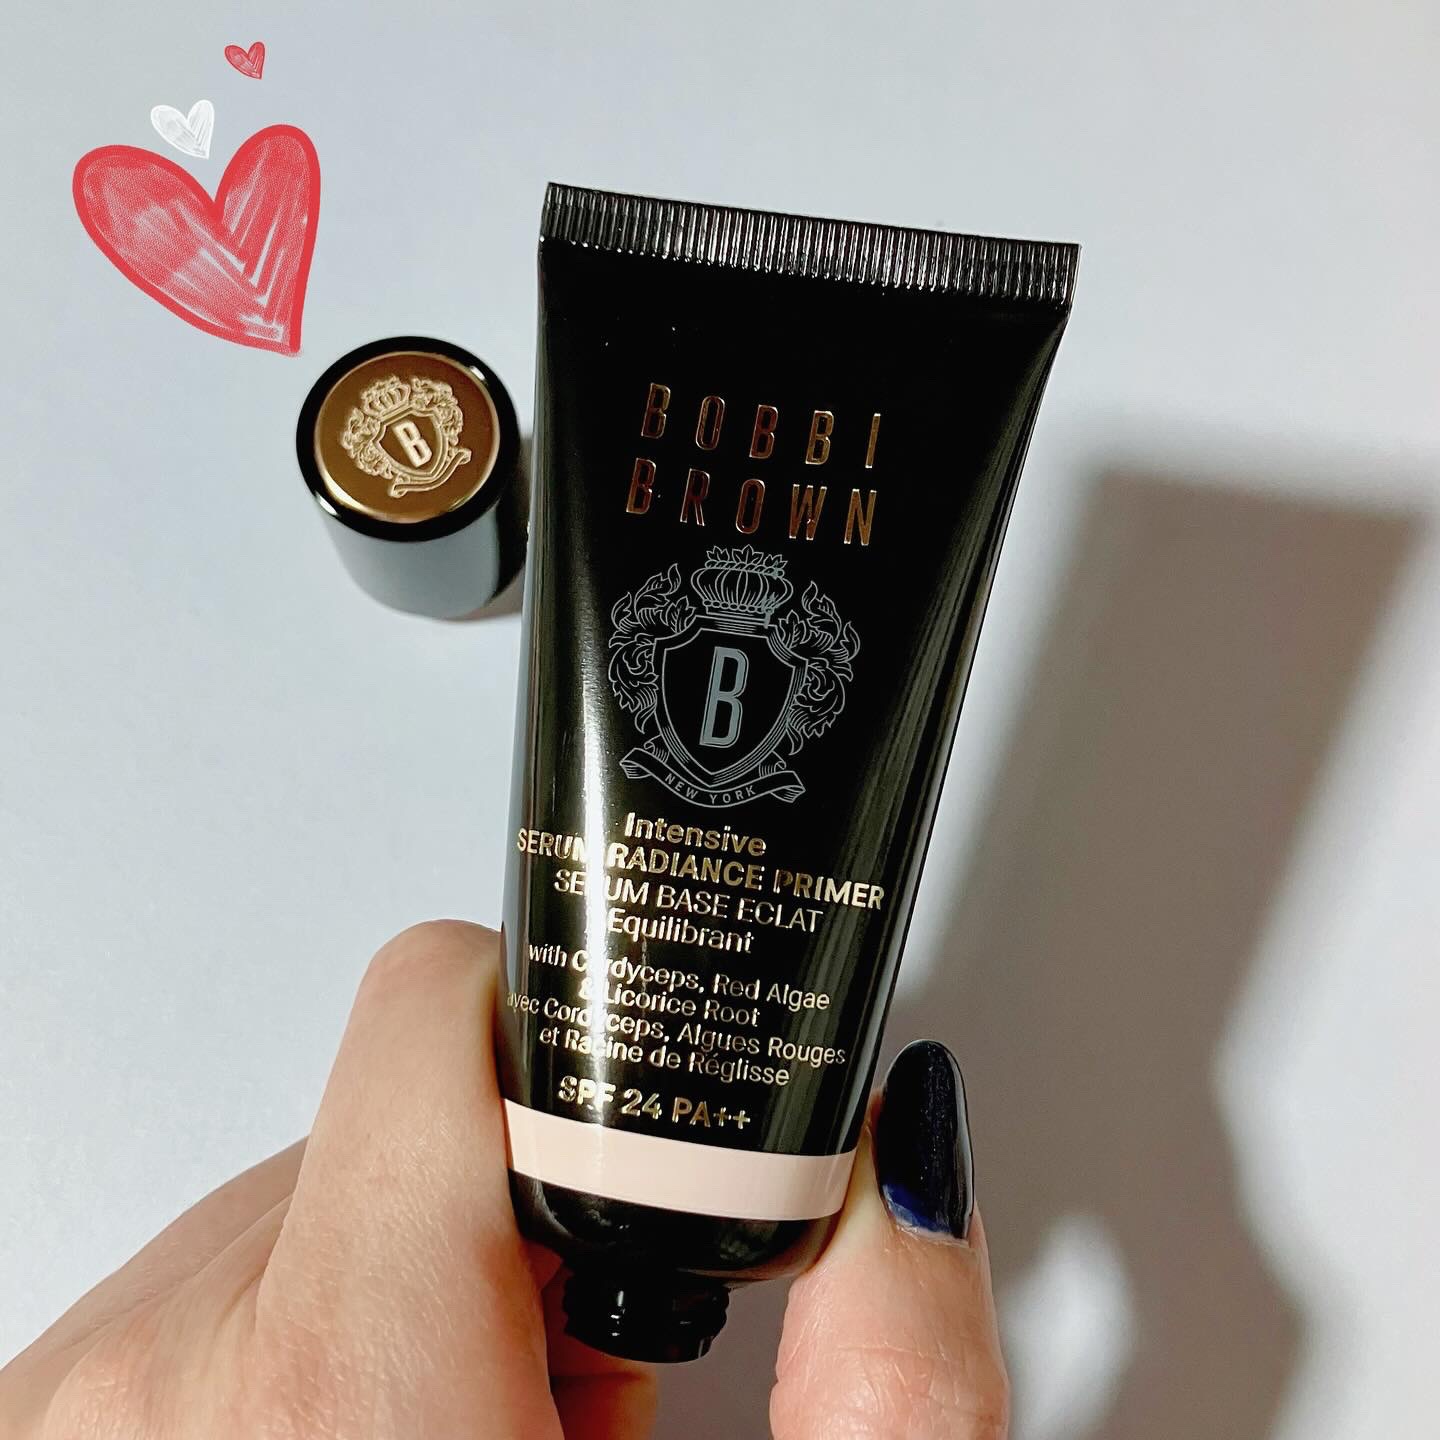 B
BOBBI
BROWN
B
NEW YORK
Intensive
SERUM RADIANCE PRIMER
SERUM BASE ECLAT
Equilibrant
with Cordyceps, Red Algae
& Licorice Root
avec Cordyceps, Algues Rouges
et Racine de Réglisse
SPF 24 PA++